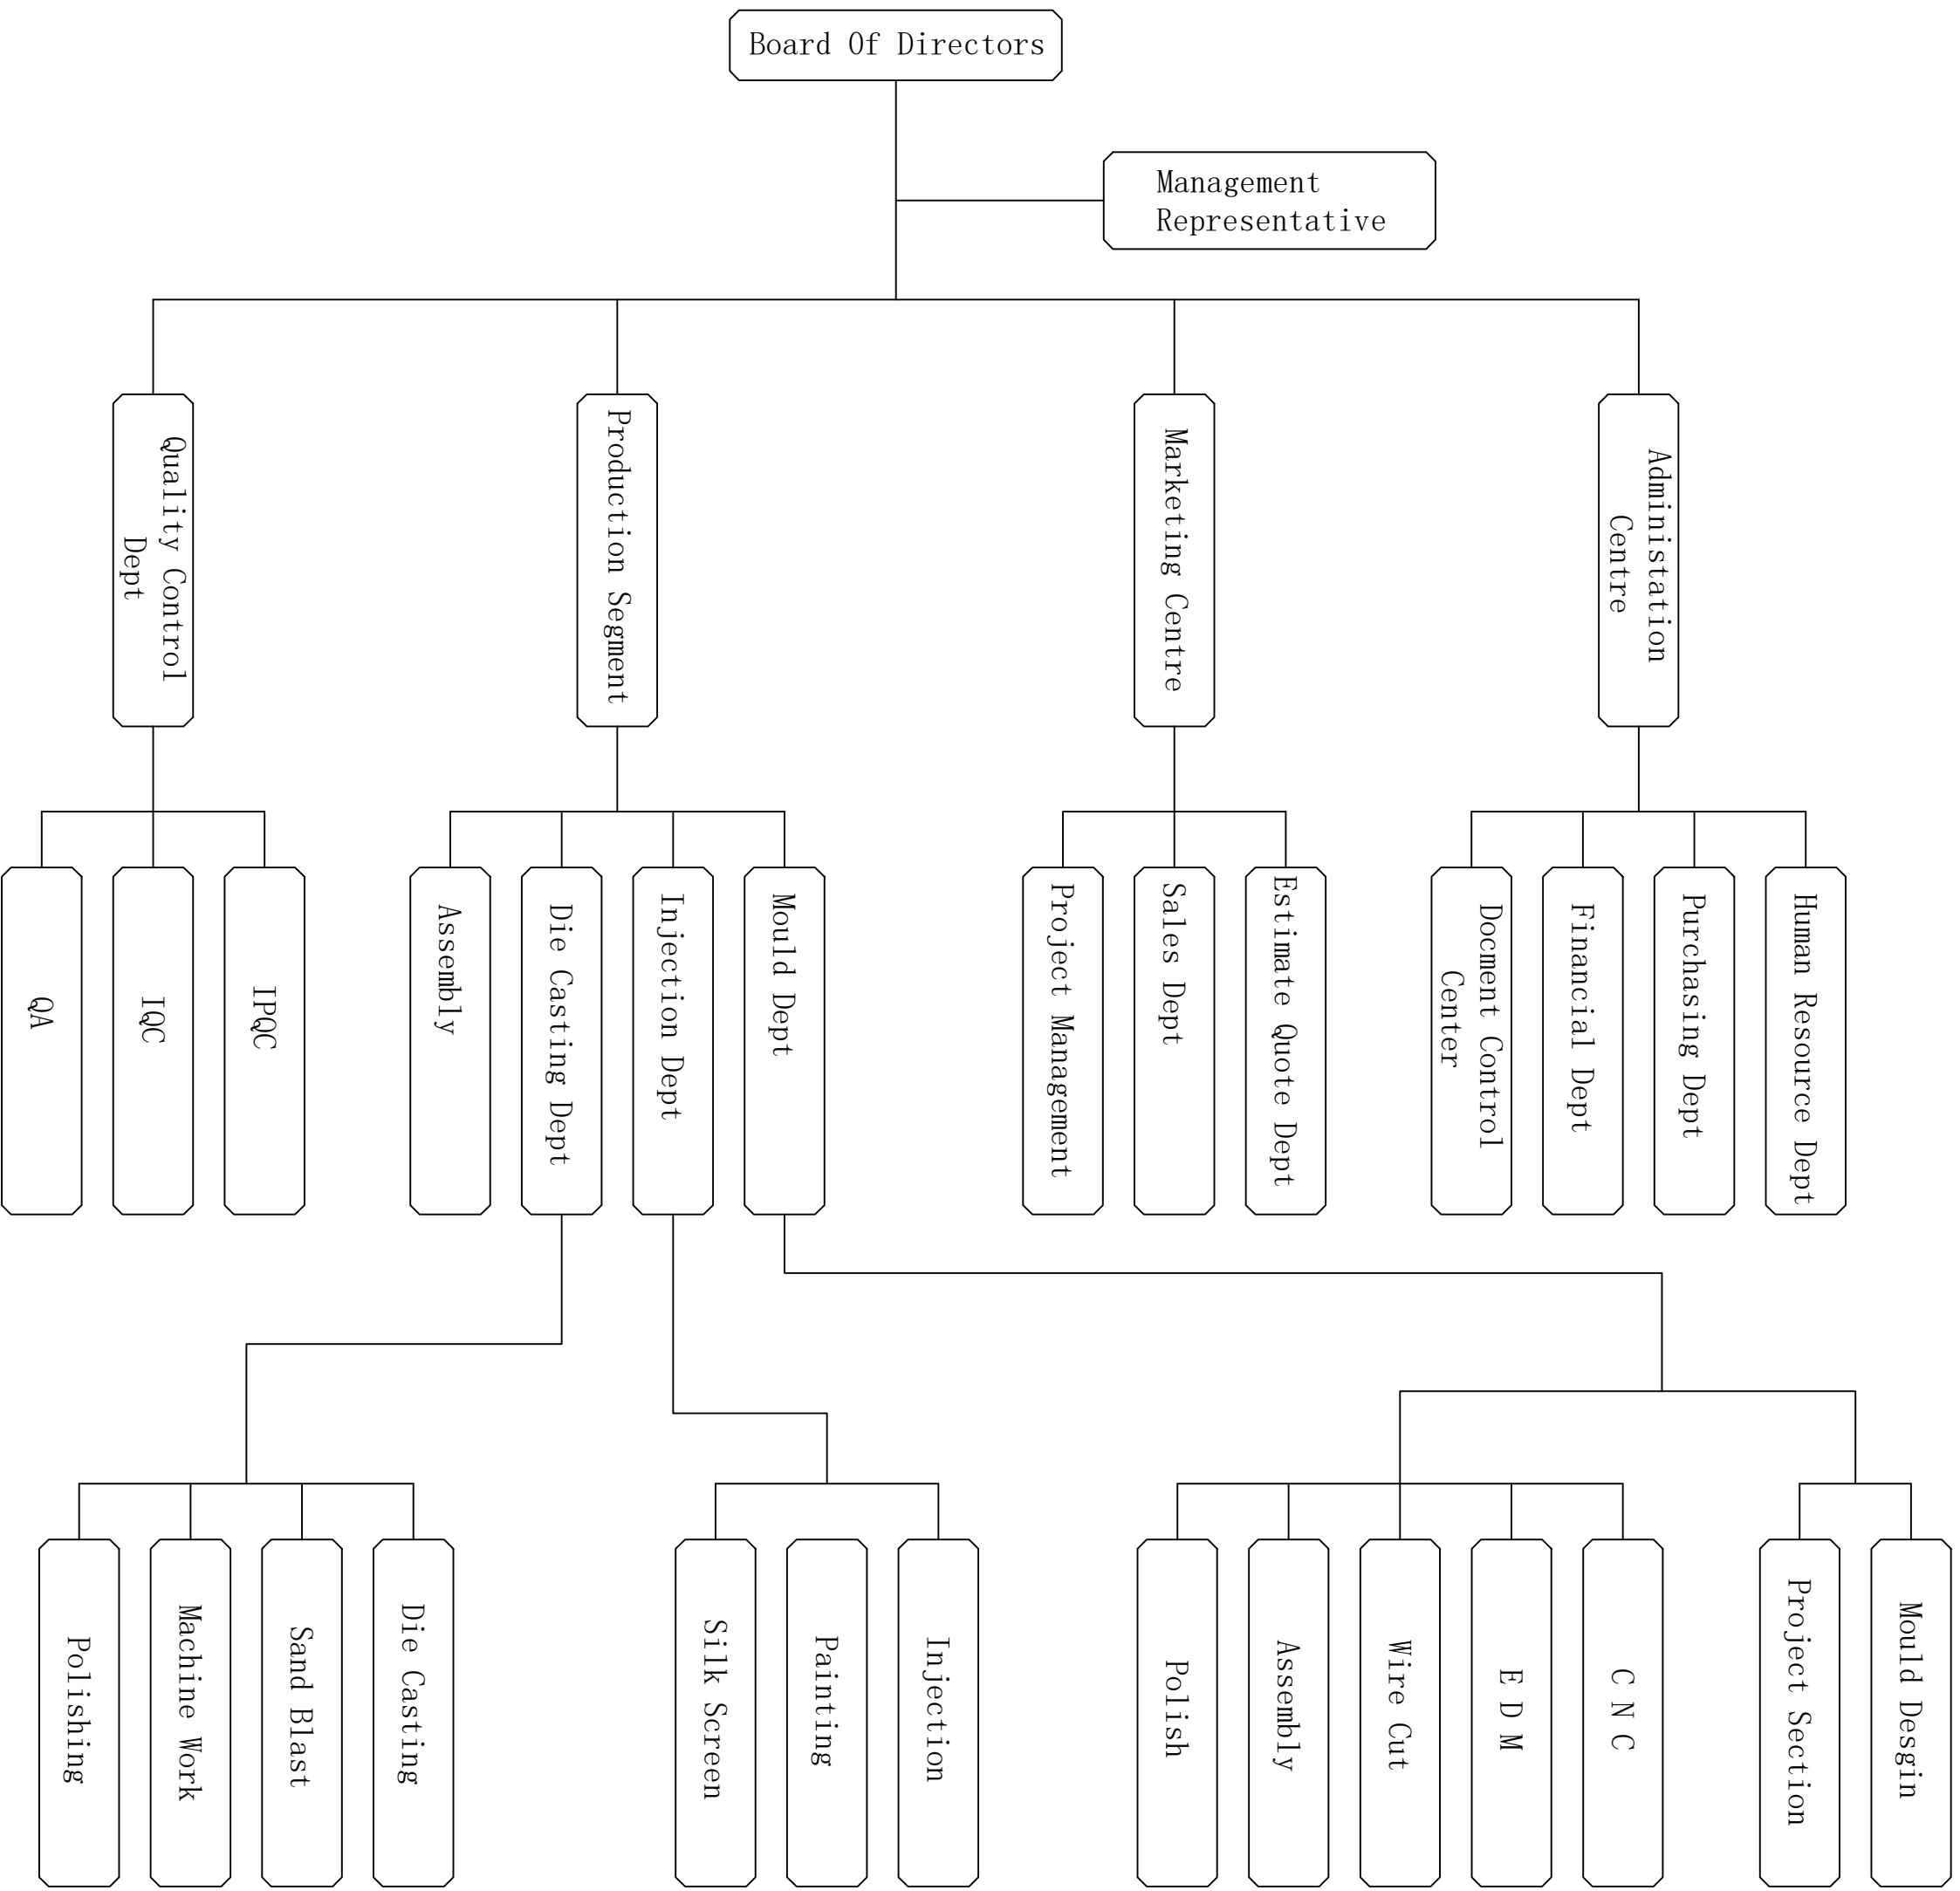 Board Of Directors
Management
Representative
Quality Control
Dept
Production Segment
Marketing Centre
Administation
Centre
QA
IQC
IPQC
Assembly
Die Casting Dept
Injection Dept
Mould Dept
Project Management
Sales Dept
Estimate Quote Dept
Docment Control
Center
Financial Dept
Purchasing Dept
Human Resource Dept
Polishing
Machine Work
Sand Blast
Die Casting
Silk Screen
Painting
Injection
Polish
Assembly
Wire Cut
E D M
C N C
Project Section
Mould Desgin